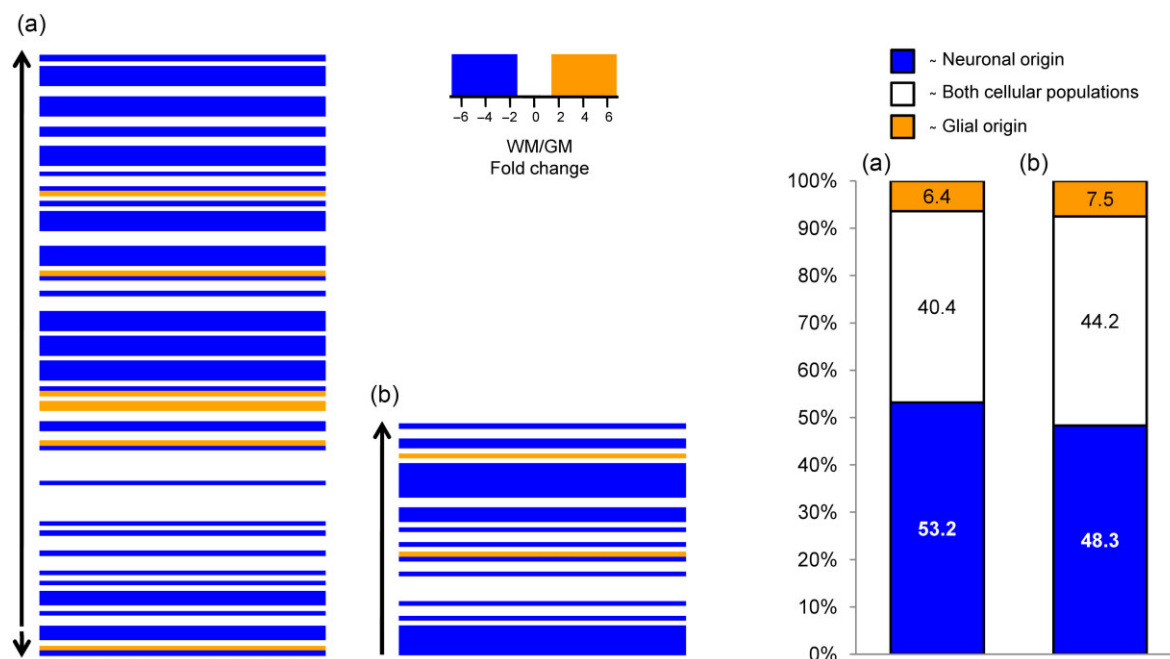 (a)
−6 −4 −2 0 2 4 6
WM/GM
Fold change
(b)
~ Neuronal origin
~ Both cellular populations
~ Glial origin
(a) (b)
100%
90%
80%
70%
60%
50%
40%
30%
20%
10%
0%
6.4
40.4
53.2
7.5
44.2
48.3